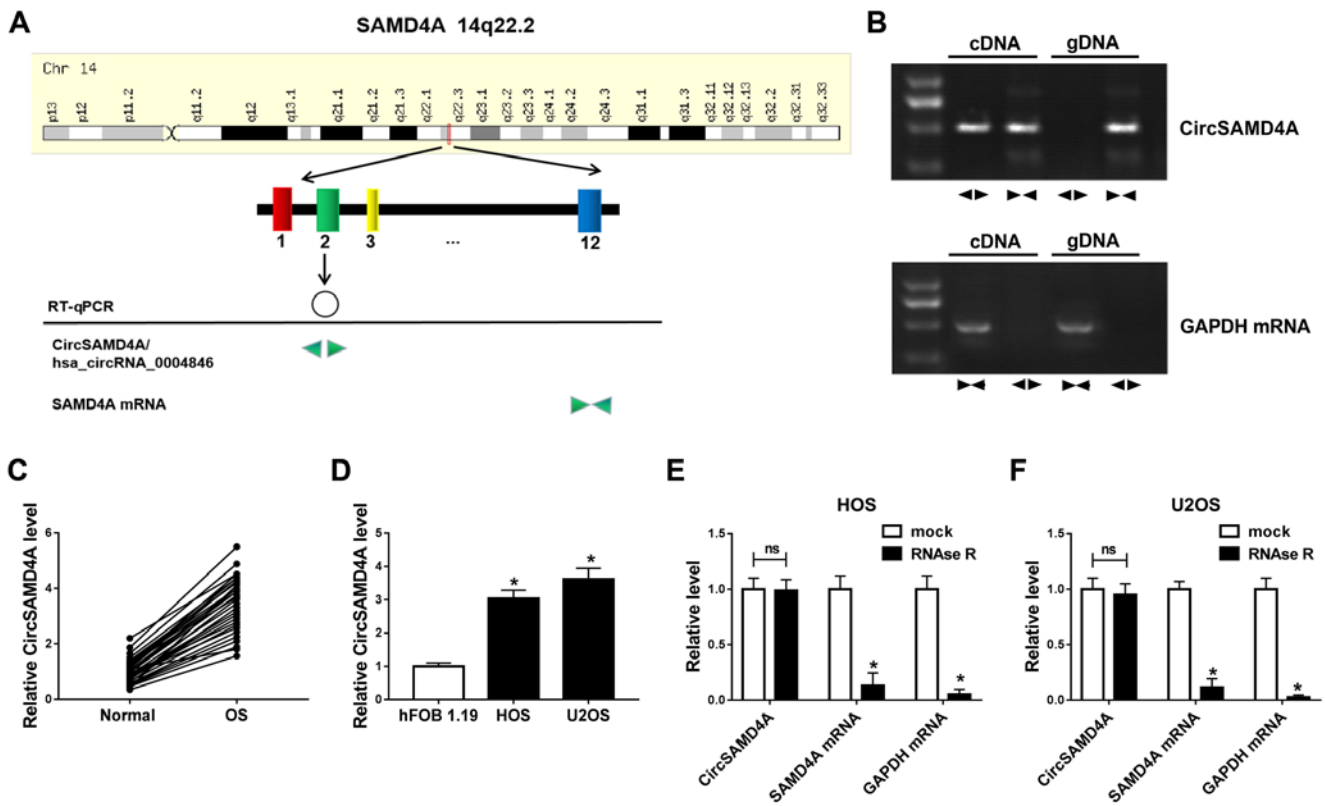 A
SAMD4A 14q22.2
Chr 14
p13 p12 p11.2 q11.2 q12 q13.1 q21.1 q21.2 q21.3 q22.1 q22.3 q23.1 q23.2 q24.1 q24.2 q24.3 q31.1 q31.3 q32.11 q32.12 q32.13 q32.2 q32.31 q32.33
1 2 3 ... 12
RT-qPCR
CircSAMD4A/
hsa_circRNA_0004846
SAMD4A mRNA
B
cDNA gDNA
CircSAMD4A
cDNA gDNA
GAPDH mRNA
C
Relative CircSAMD4A level
6
4
2
0
Normal OS
D
Relative CircSAMD4A level
5
4
3
2
1
0
* *
hFOB 1.19 HOS U2OS
E
HOS
mock
RNAse R
Relative level
1.5
1.0
0.5
0.0
ns
* *
CircSAMD4A
SAMD4A mRNA
GAPDH mRNA
F
U2OS
mock
RNAse R
Relative level
1.5
1.0
0.5
0.0
ns
* *
CircSAMD4A
SAMD4A mRNA
GAPDH mRNA